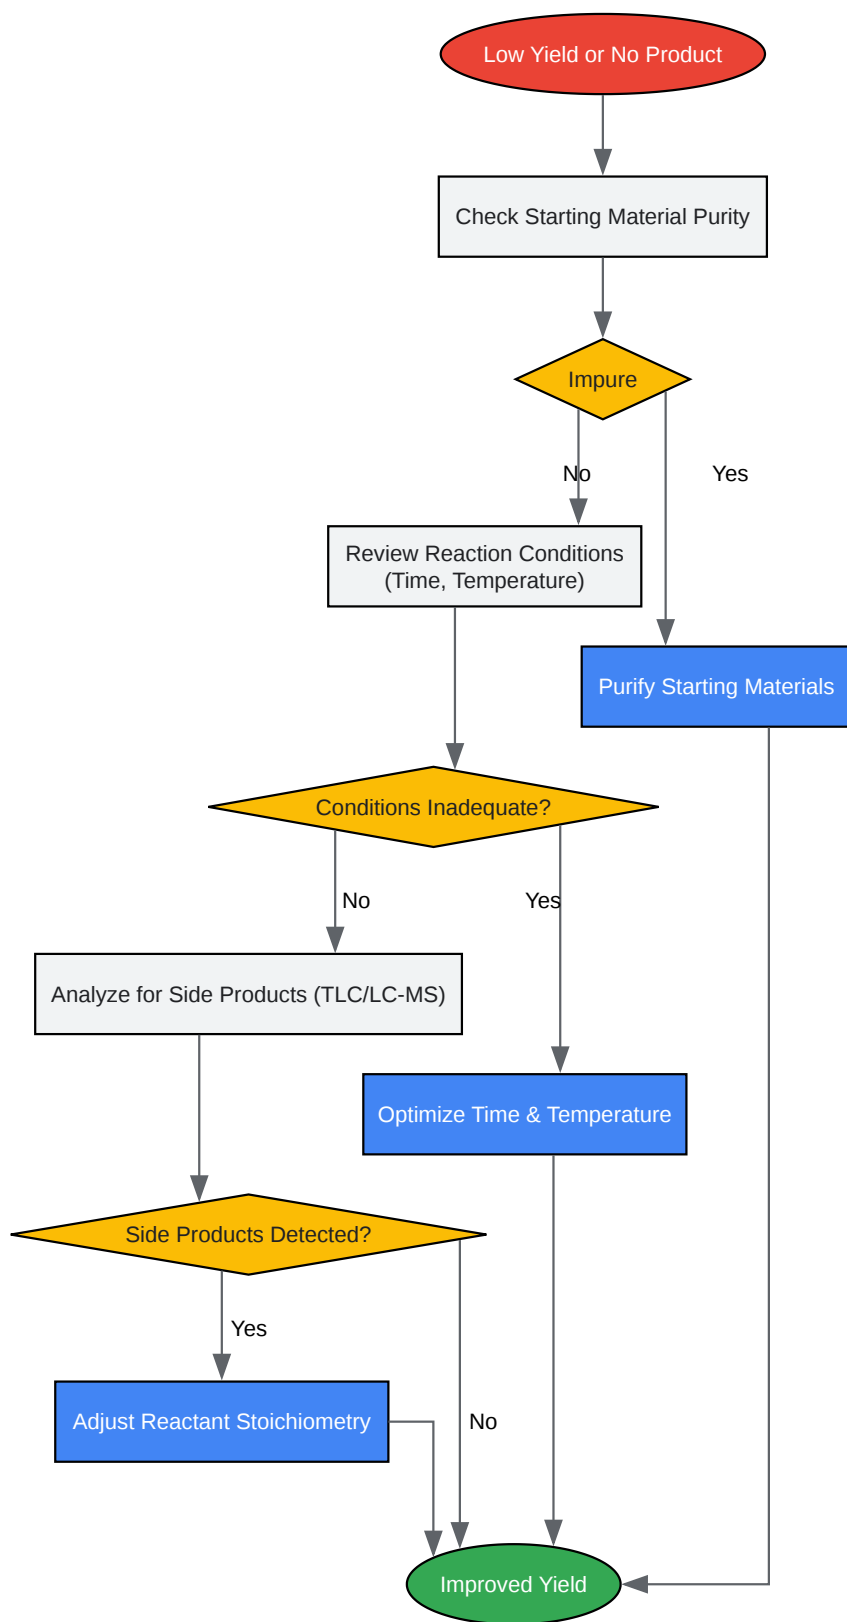 Low Yield or No Product
Check Starting Material Purity
Impure
No
Yes
Review Reaction Conditions
(Time, Temperature)
Purify Starting Materials
Conditions Inadequate?
No
Yes
Analyze for Side Products (TLC/LC-MS)
Optimize Time & Temperature
Side Products Detected?
Yes
Adjust Reactant Stoichiometry
No
Improved Yield